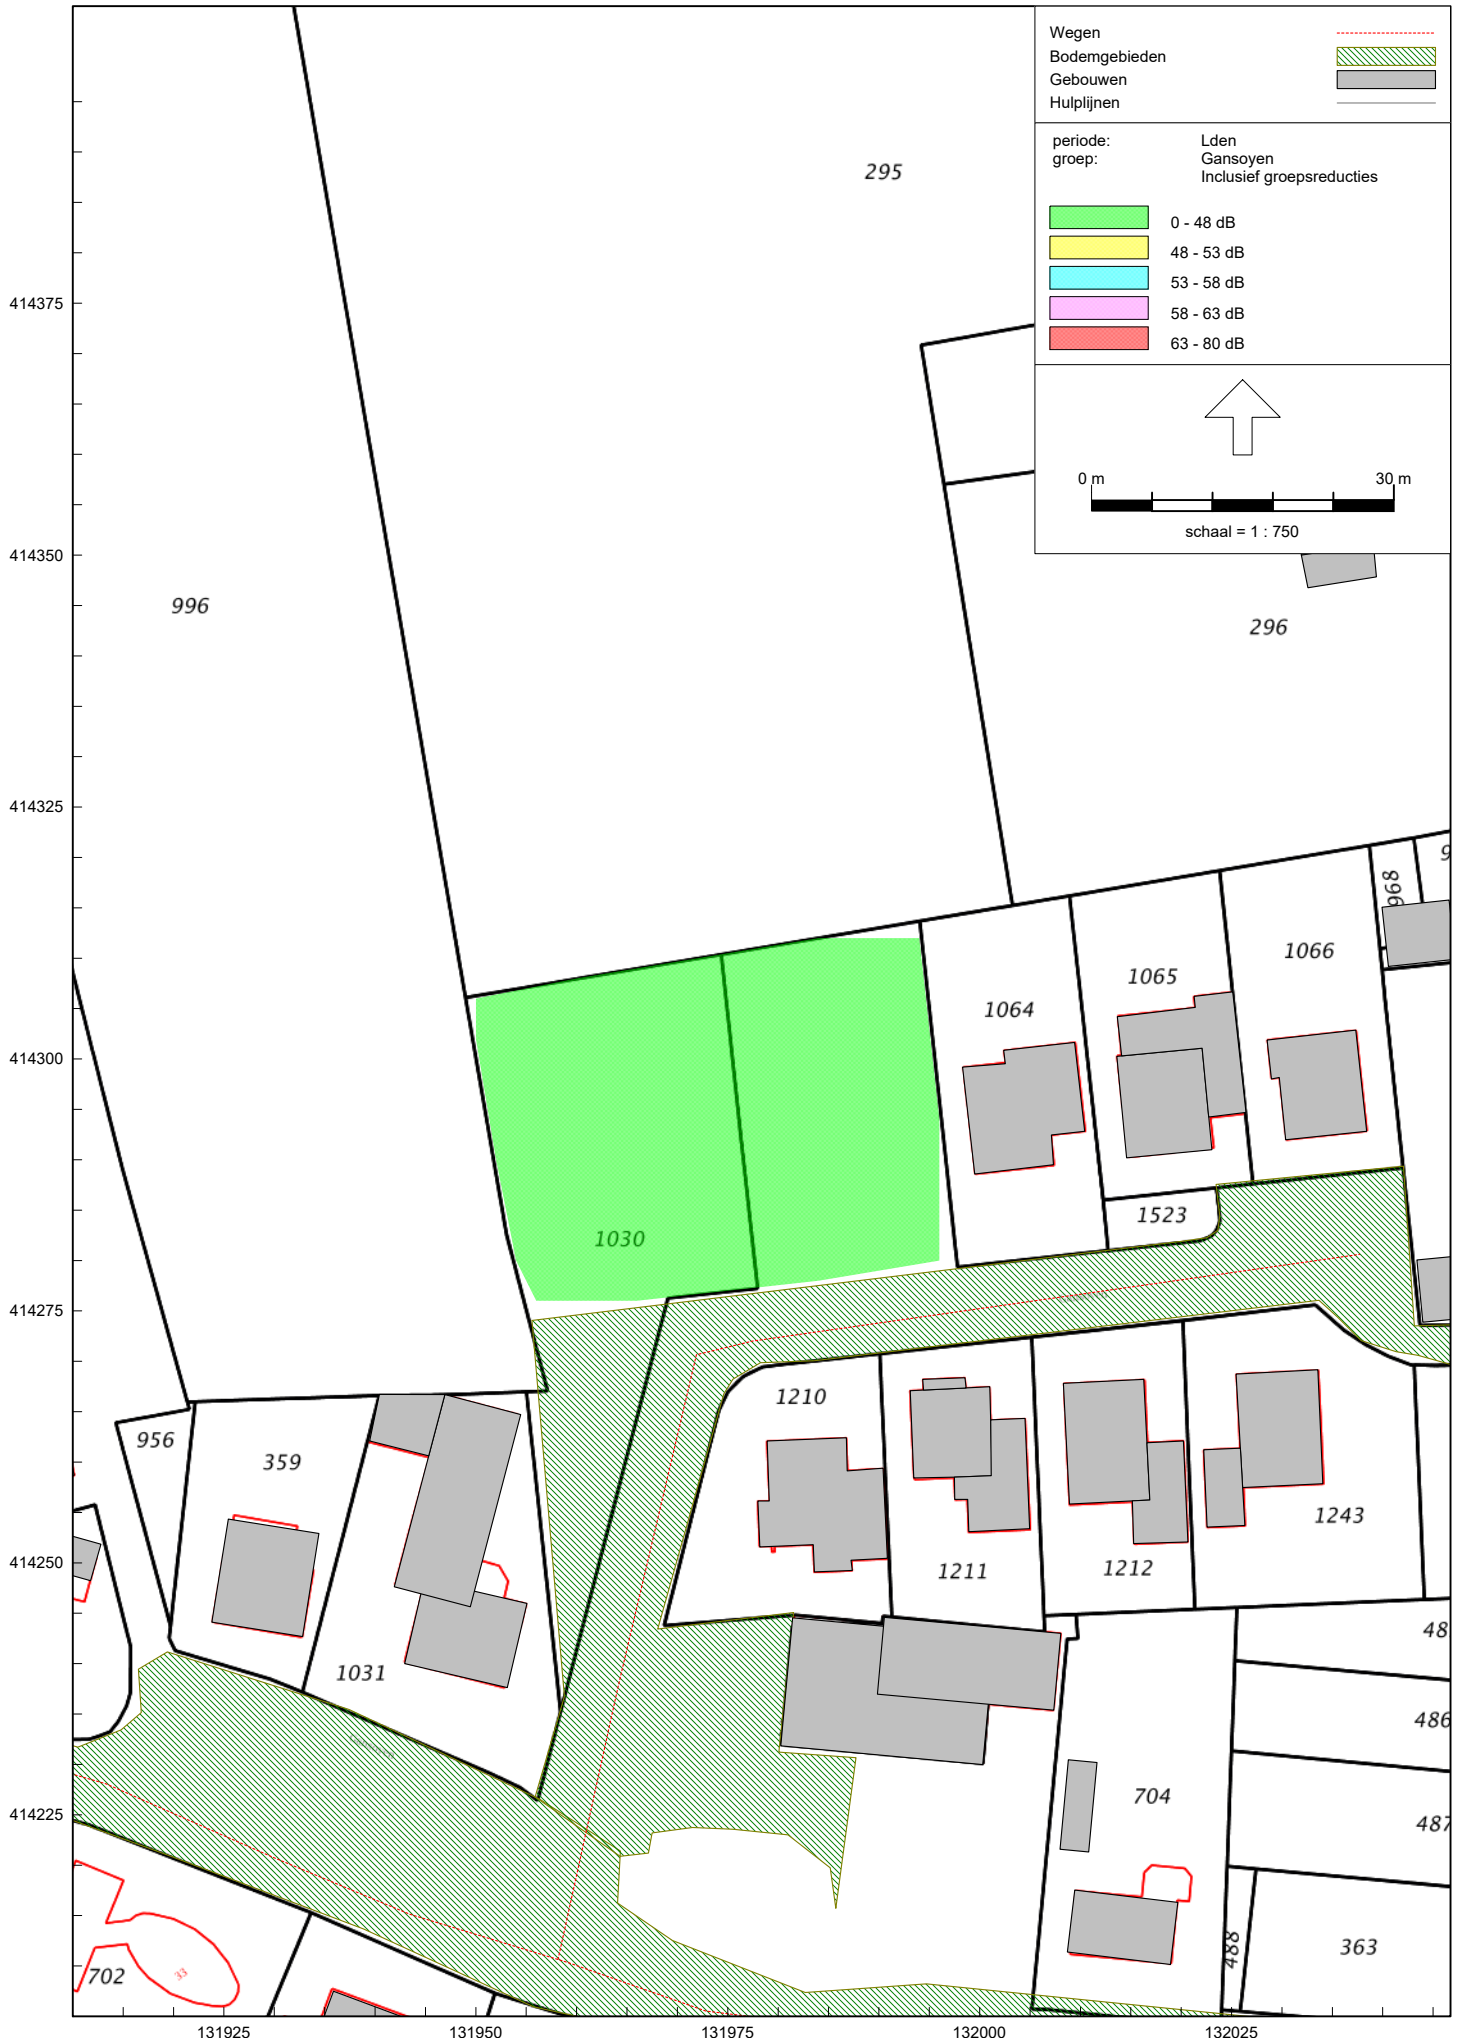 Wegen
Bodemgebieden
Gebouwen
Hulplijnen
periode: Lden
groep: Gansoyen
Inclusief groepsreducties
0 - 48 dB
48 - 53 dB
53 - 58 dB
58 - 63 dB
63 - 80 dB
0 m 30 m
schaal = 1 : 750
295
414375
414350
996
296
414325
968
9
1066
1065
1064
414300
1523
1030
414275
1210
956
359
1243
1212
1211
414250
48
1031
486
Gansoyen
704
414225
487
363
488
702
33
131925
131950
131975
132000
132025